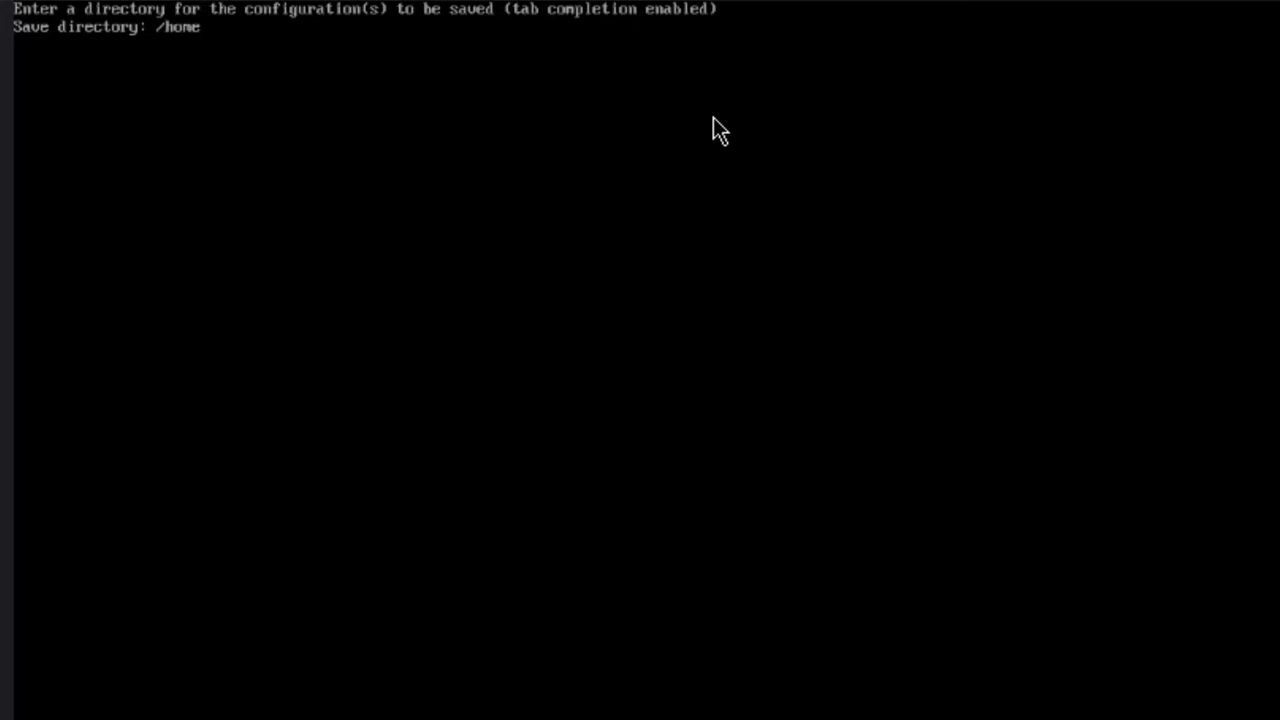 Enter a directory for the configuration(s) to be saved (tab completion enabled)
Save directory: /home